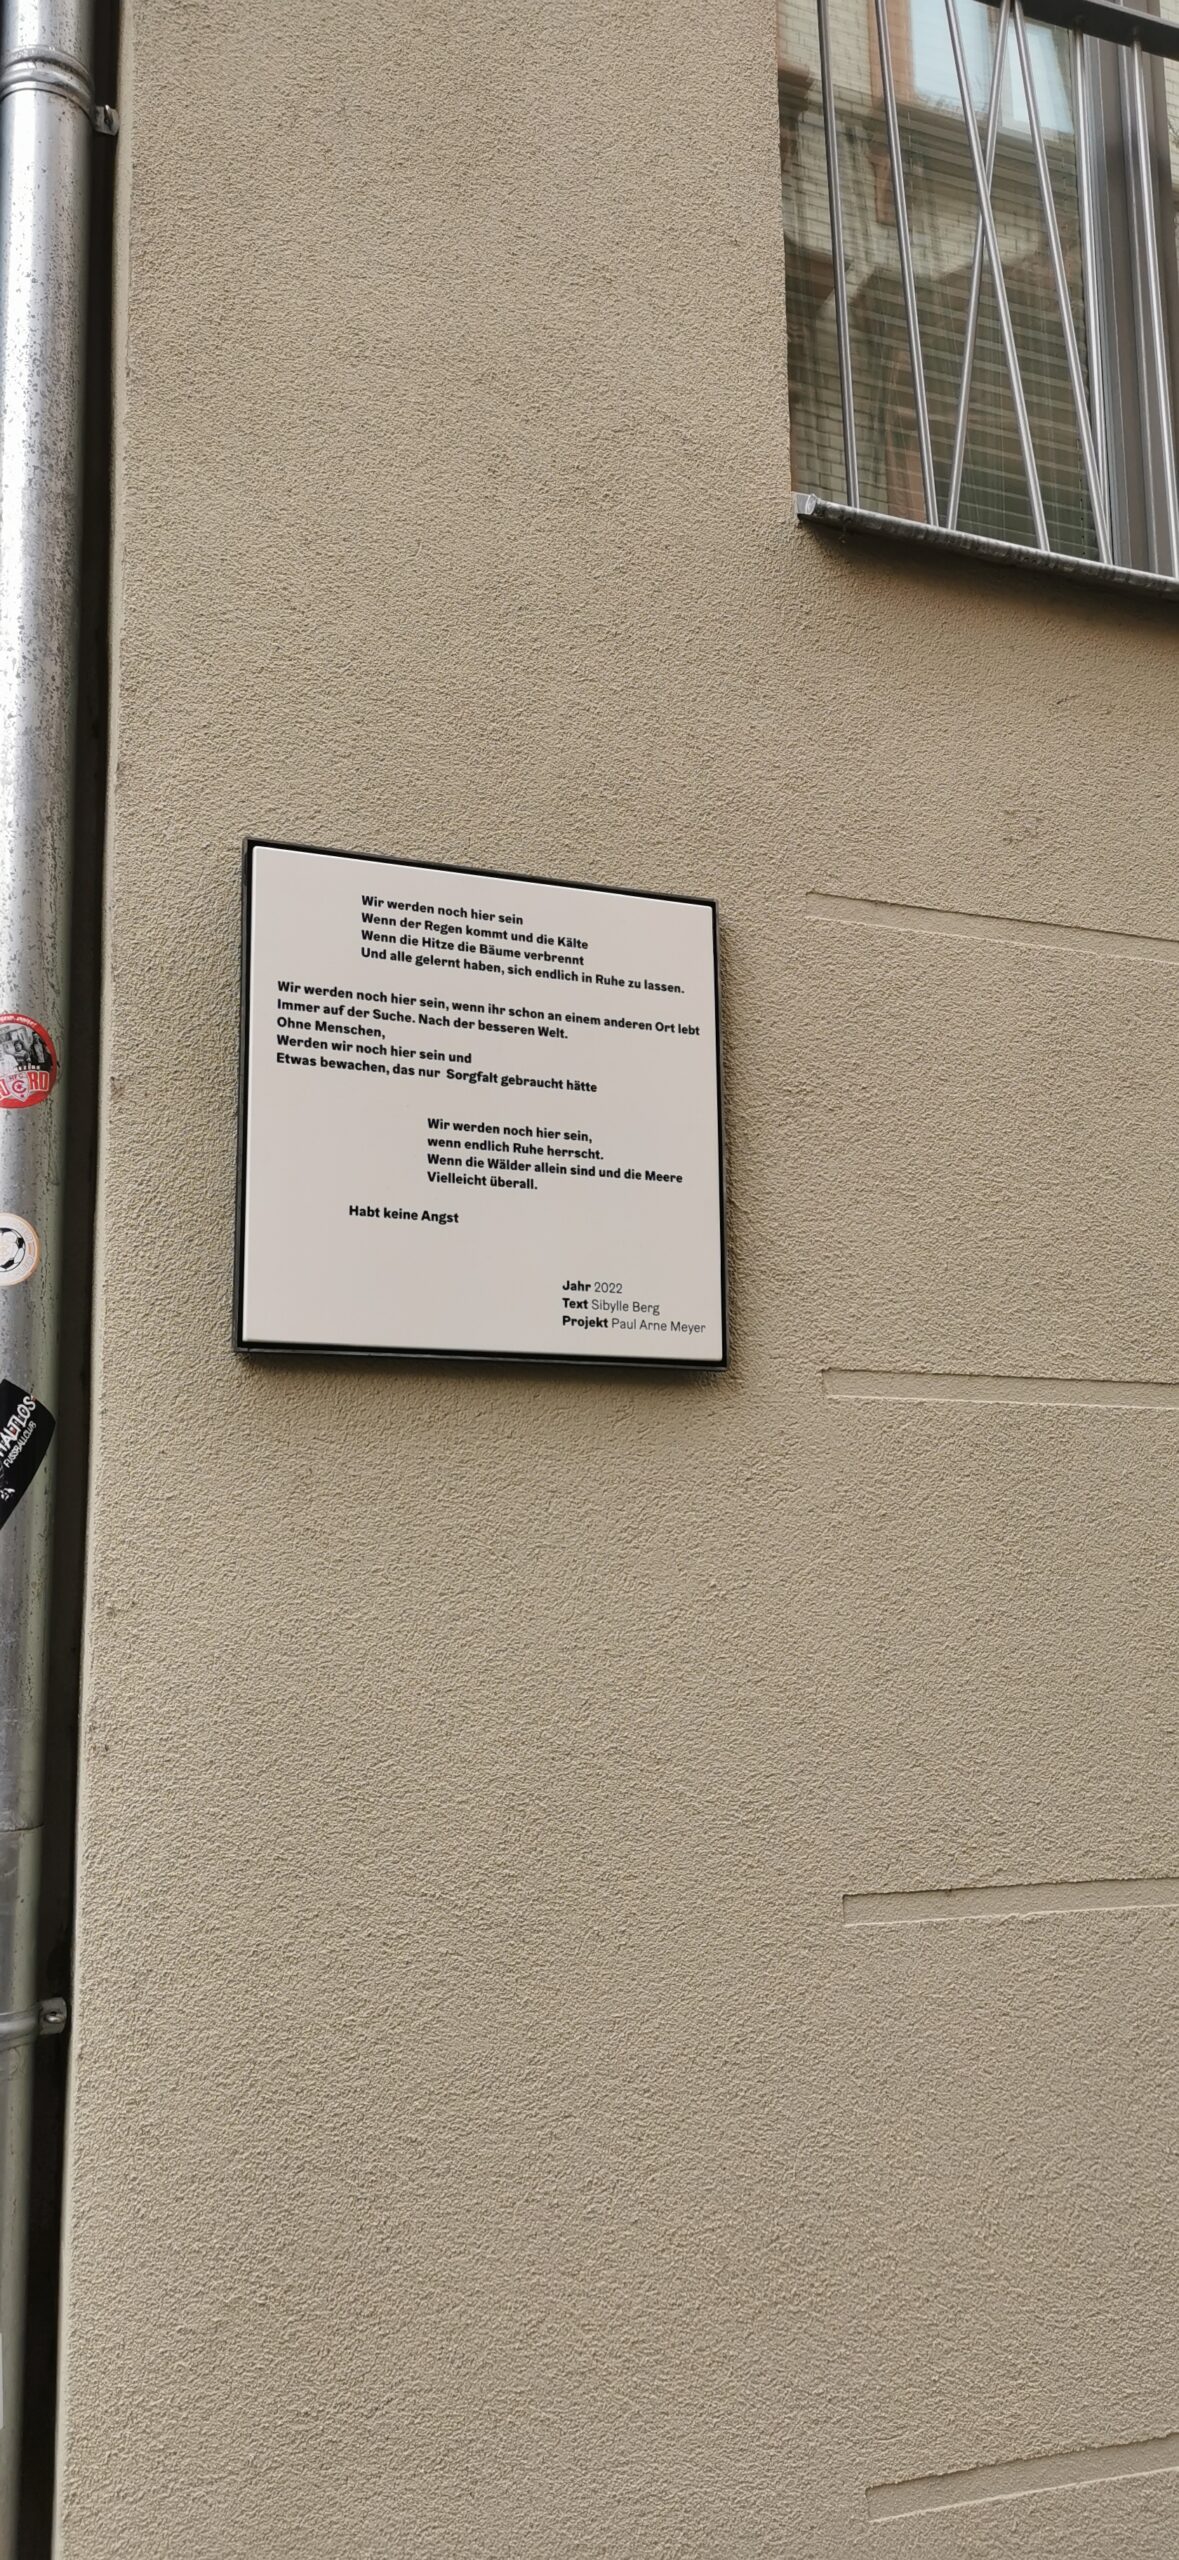 Wir werden noch hier sein
Wenn der Regen kommt und die Kälte
Wenn die Hitze die Bäume verbrennt
Und alle gelernt haben, sich endlich in Ruhe zu lassen.
Wir werden noch hier sein, wenn ihr schon an einem anderen Ort lebt
Immer auf der Suche. Nach der besseren Welt.
Ohne Menschen,
Werden wir noch hier sein und
Etwas bewachen, das nur Sorgfalt gebraucht hätte
Wir werden noch hier sein,
wenn endlich Ruhe herrscht.
Wenn die Wälder allein sind und die Meere
Vielleicht überall.
Habt keine Angst
Jahr 2022
Text Sibylle Berg
Projekt Paul Arne Meyer
FUSSBALLCLUB